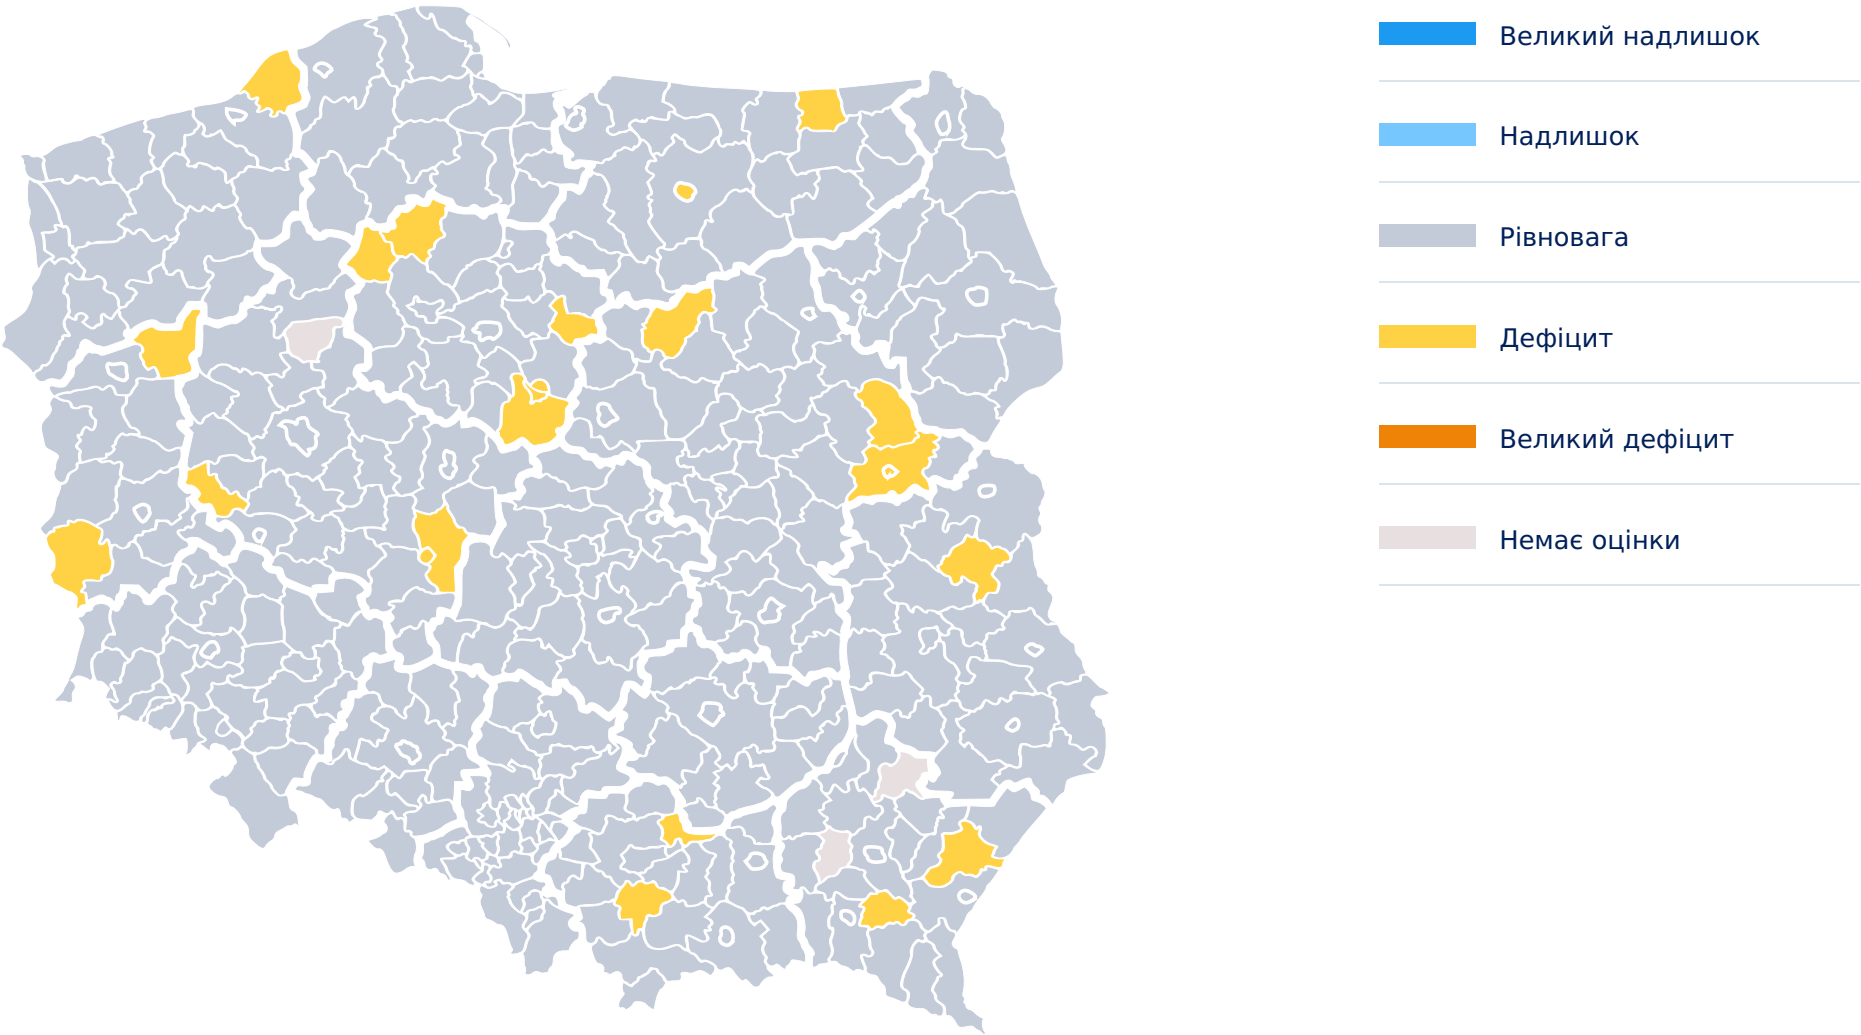 Великий надлишок
Надлишок
Рівновага
Дефіцит
Великий дефіцит
Немає оцінки